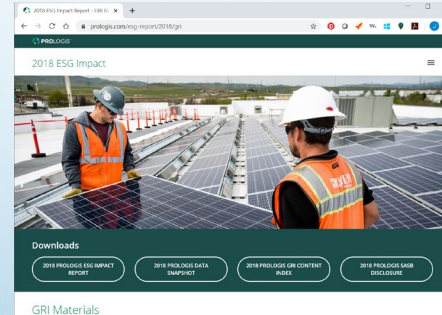 2018 ESG Impact Report - GRI
prologis.com/esg-report/2018/gri
PROLOGIS
2018 ESG Impact
Downloads
2018 PROLOGIS ESG IMPACT
REPORT
2018 PROLOGIS DATA
SNAPSHOT
2018 PROLOGIS GRI CONTENT
INDEX
2018 PROLOGIS SASB
DISCLOSURE
GRI Materials